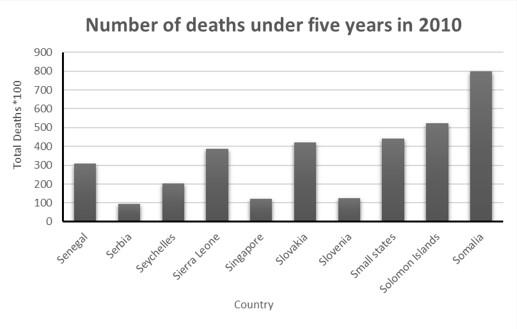 Number of deaths under five years in 2010
Total Deaths *100
900
800
700
600
500
400
300
200
100
0
Senegal
Serbia
Seychelles
Sierra Leone
Singapore
Slovakia
Slovenia
Small states
Solomon Islands
Somalia
Country